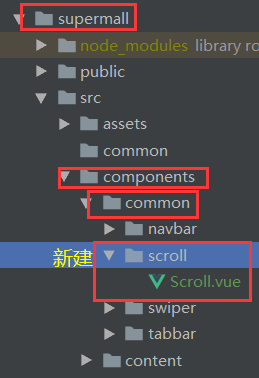 supermall
node_modules library ro
public
src
assets
common
components
common
navbar
新建 scroll
Scroll.vue
swiper
tabbar
content